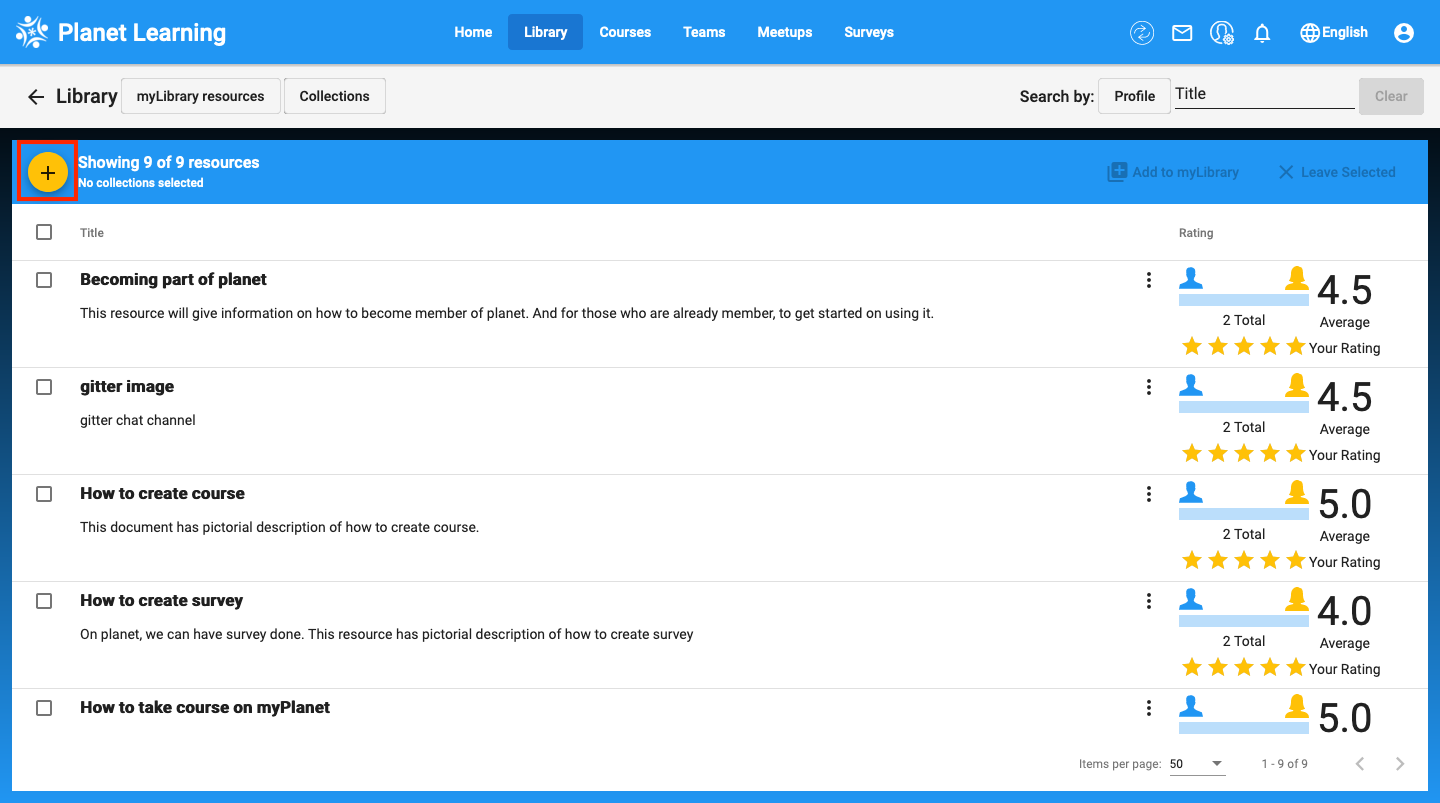 Planet Learning
Home Library Courses Teams Meetups Surveys English
Library myLibrary resources Collections Search by: Profile Title Clear
+ Showing 9 of 9 resources
No collections selected
Add to myLibrary Leave Selected
Title Rating
Becoming part of planet
This resource will give information on how to become member of planet. And for those who are already member, to get started on using it.
4.5
2 Total Average
Your Rating
gitter image
gitter chat channel
4.5
2 Total Average
Your Rating
How to create course
This document has pictorial description of how to create course.
5.0
2 Total Average
Your Rating
How to create survey
On planet, we can have survey done. This resource has pictorial description of how to create survey
4.0
2 Total Average
Your Rating
How to take course on myPlanet
5.0
Items per page: 50 1 - 9 of 9